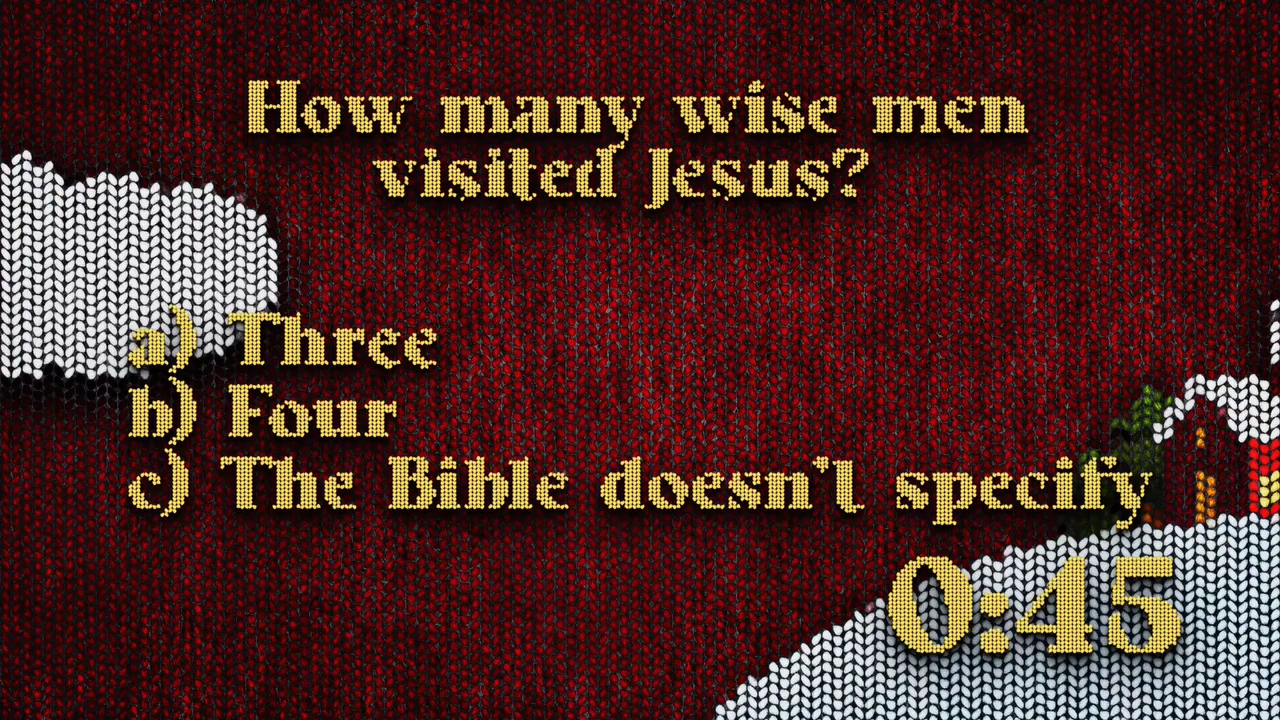 How many wise men
visited Jesus?
a) Three
b) Four
c) The Bible doesn't specify
0:45